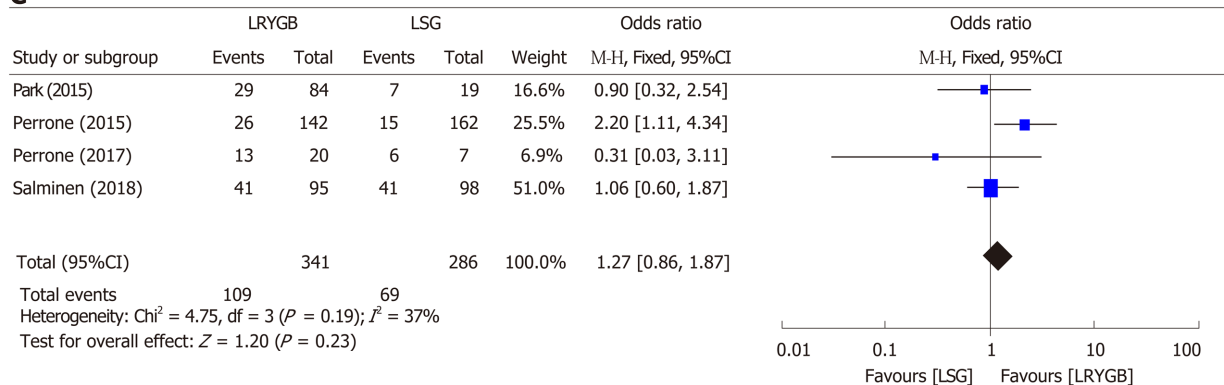 LRYGB LSG Odds ratio Odds ratio
Study or subgroup Events Total Events Total Weight M-H, Fixed, 95%CI M-H, Fixed, 95%CI
Park (2015) 29 84 7 19 16.6% 0.90 [0.32, 2.54]
Perrone (2015) 26 142 15 162 25.5% 2.20 [1.11, 4.34]
Perrone (2017) 13 20 6 7 6.9% 0.31 [0.03, 3.11]
Salminen (2018) 41 95 41 98 51.0% 1.06 [0.60, 1.87]
Total (95%CI) 341 286 100.0% 1.27 [0.86, 1.87]
Total events 109 69
Heterogeneity: Chi² = 4.75, df = 3 (P = 0.19); I² = 37%
Test for overall effect: Z = 1.20 (P = 0.23)
0.01 0.1 1 10 100
Favours [LSG] Favours [LRYGB]